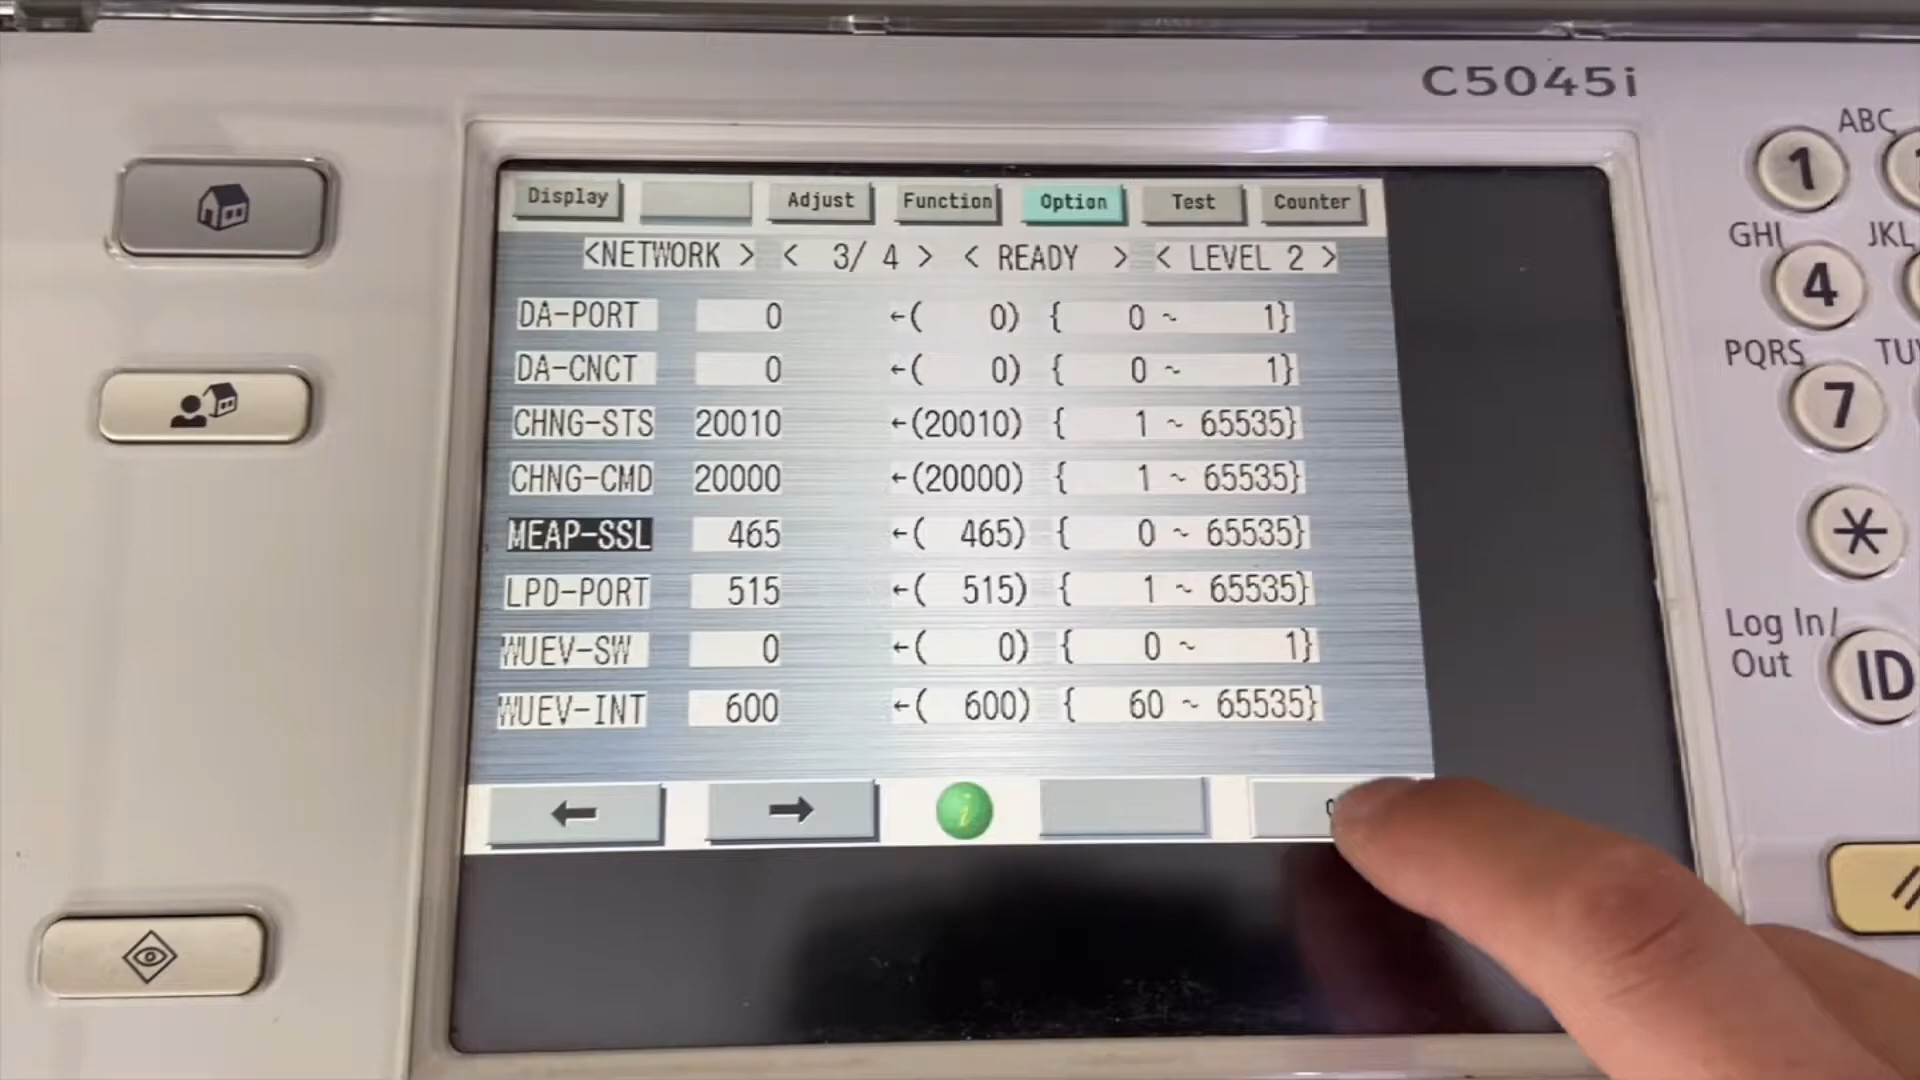 C5045i
Display Adjust Function Option Test Counter
<NETWORK > < 3/ 4 > < READY > < LEVEL 2 >
DA-PORT 0 ←( 0) { 0 ~ 1}
DA-CNCT 0 ←( 0) { 0 ~ 1}
CHNG-STS 20010 ←(20010) { 1 ~ 65535}
CHNG-CMD 20000 ←(20000) { 1 ~ 65535}
MEAP-SSL 465 ←( 465) { 0 ~ 65535}
LPD-PORT 515 ←( 515) { 1 ~ 65535}
WUEV-SW 0 ←( 0) { 0 ~ 1}
WUEV-INT 600 ←( 600) { 60 ~ 65535}
← → i
ABC
1
GHI JKL
4
PQRS TUV
7
*
Log In/
Out
ID